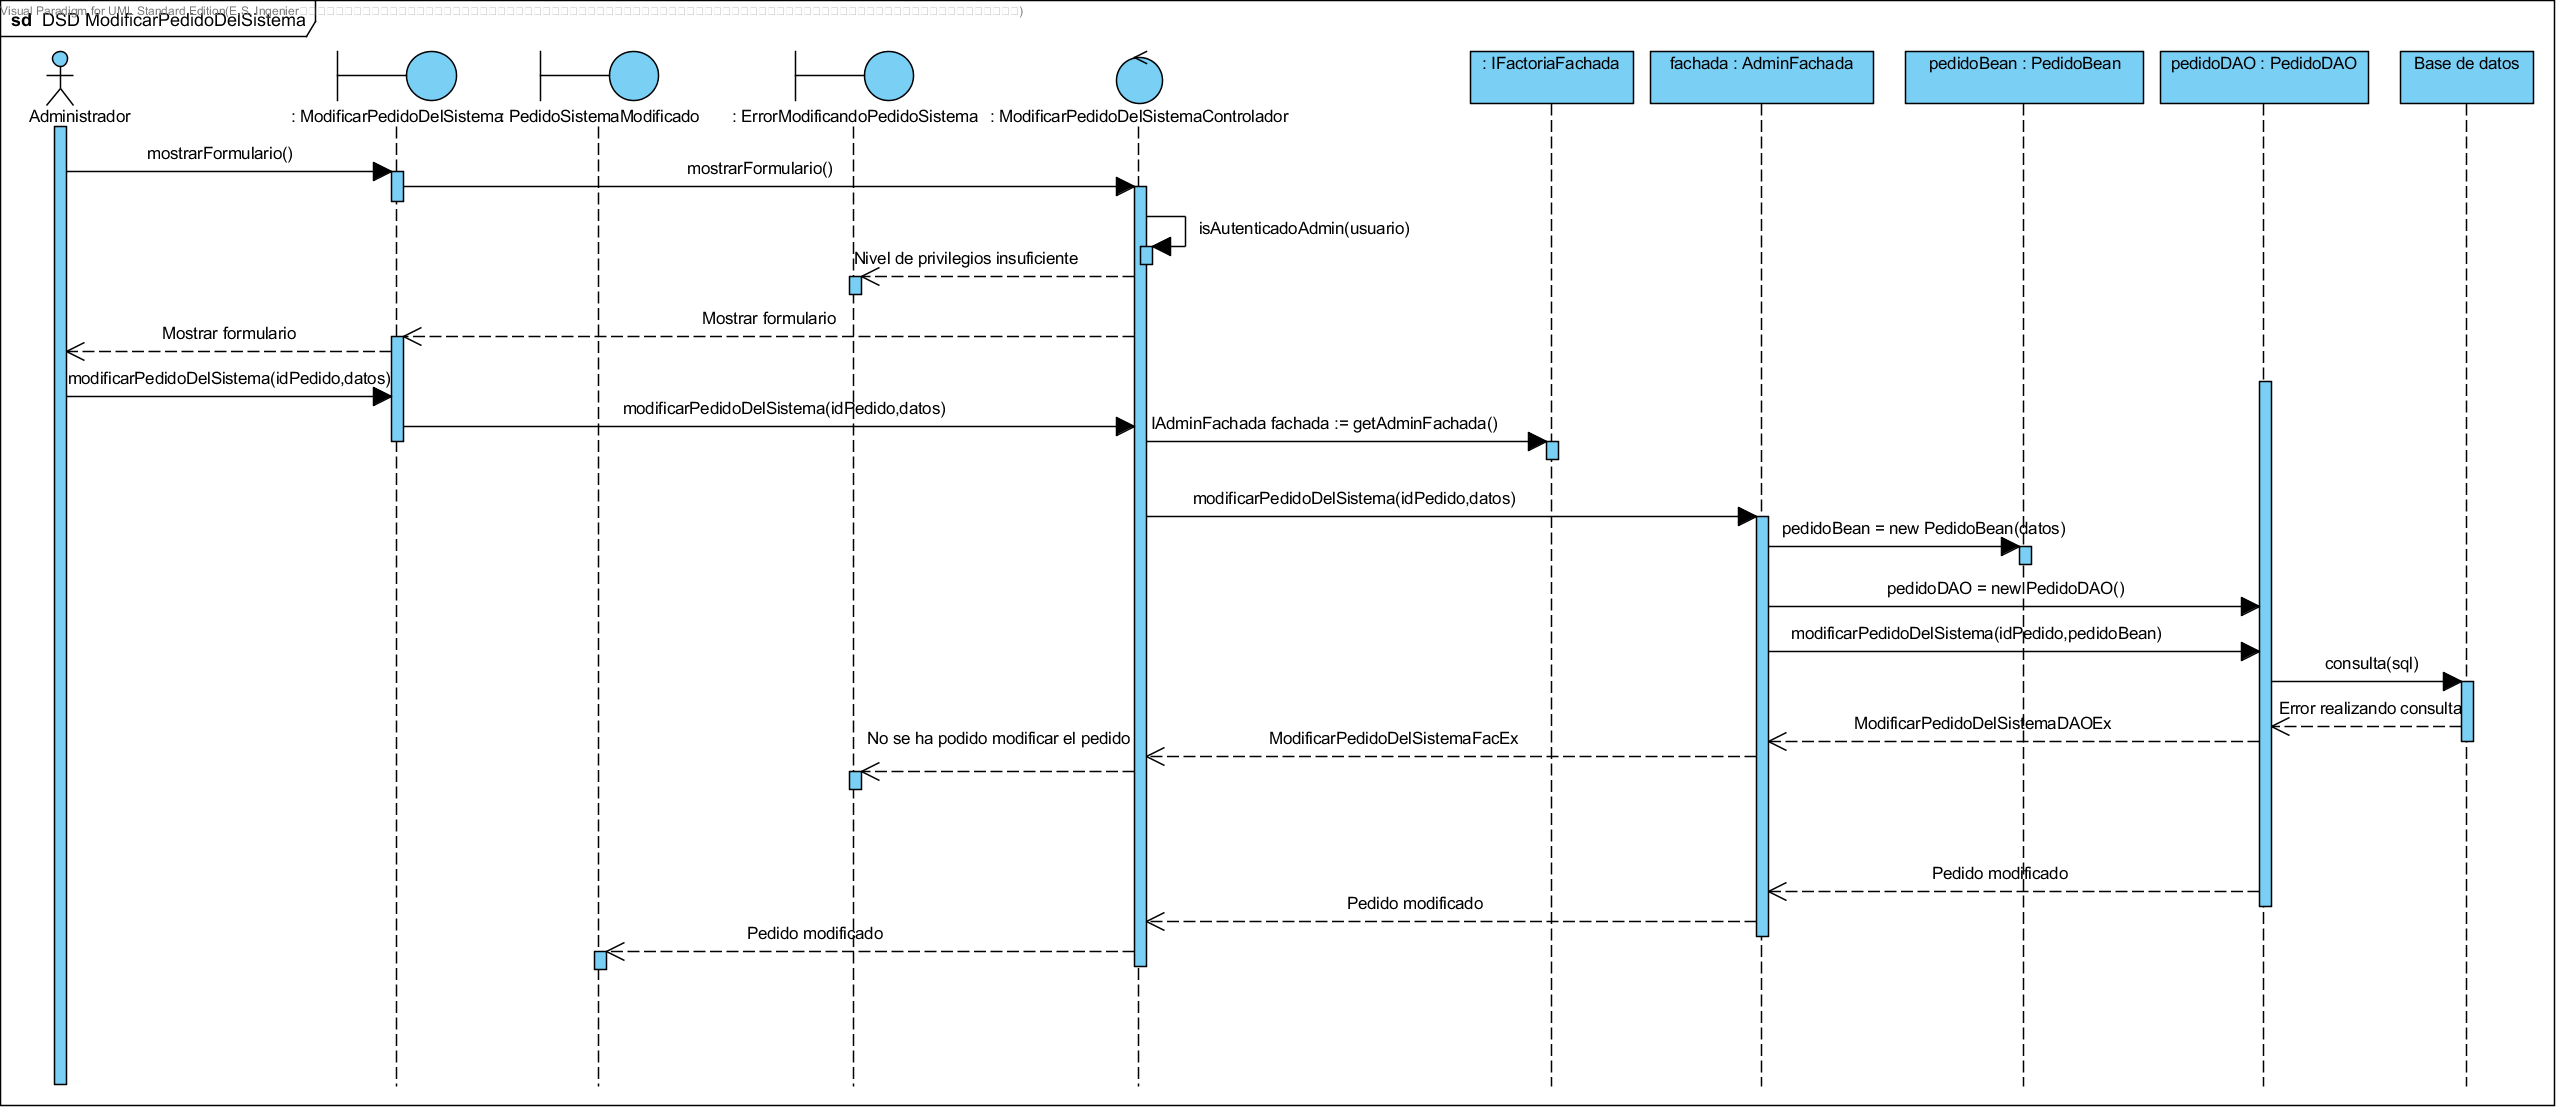 Visual Paradigm for UML Standard Edition(E.S. Ingenier
sd DSD ModificarPedidoDelSistema
: IFactoriaFachada
fachada : AdminFachada
pedidoBean : PedidoBean
pedidoDAO : PedidoDAO
Base de datos
Administrador
: ModificarPedidoDelSistema
: PedidoSistemaModificado
: ErrorModificandoPedidoSistema
: ModificarPedidoDelSistemaControlador
mostrarFormulario()
mostrarFormulario()
isAutenticadoAdmin(usuario)
Nivel de privilegios insuficiente
Mostrar formulario
Mostrar formulario
modificarPedidoDelSistema(idPedido,datos)
modificarPedidoDelSistema(idPedido,datos)
IAdminFachada fachada := getAdminFachada()
modificarPedidoDelSistema(idPedido,datos)
pedidoBean = new PedidoBean(datos)
pedidoDAO = new PedidoDAO()
modificarPedidoDelSistema(idPedido,pedidoBean)
consulta(sql)
Error realizando consulta
ModificarPedidoDelSistemaDAOEx
ModificarPedidoDelSistemaFacEx
No se ha podido modificar el pedido
Pedido modificado
Pedido modificado
Pedido modificado